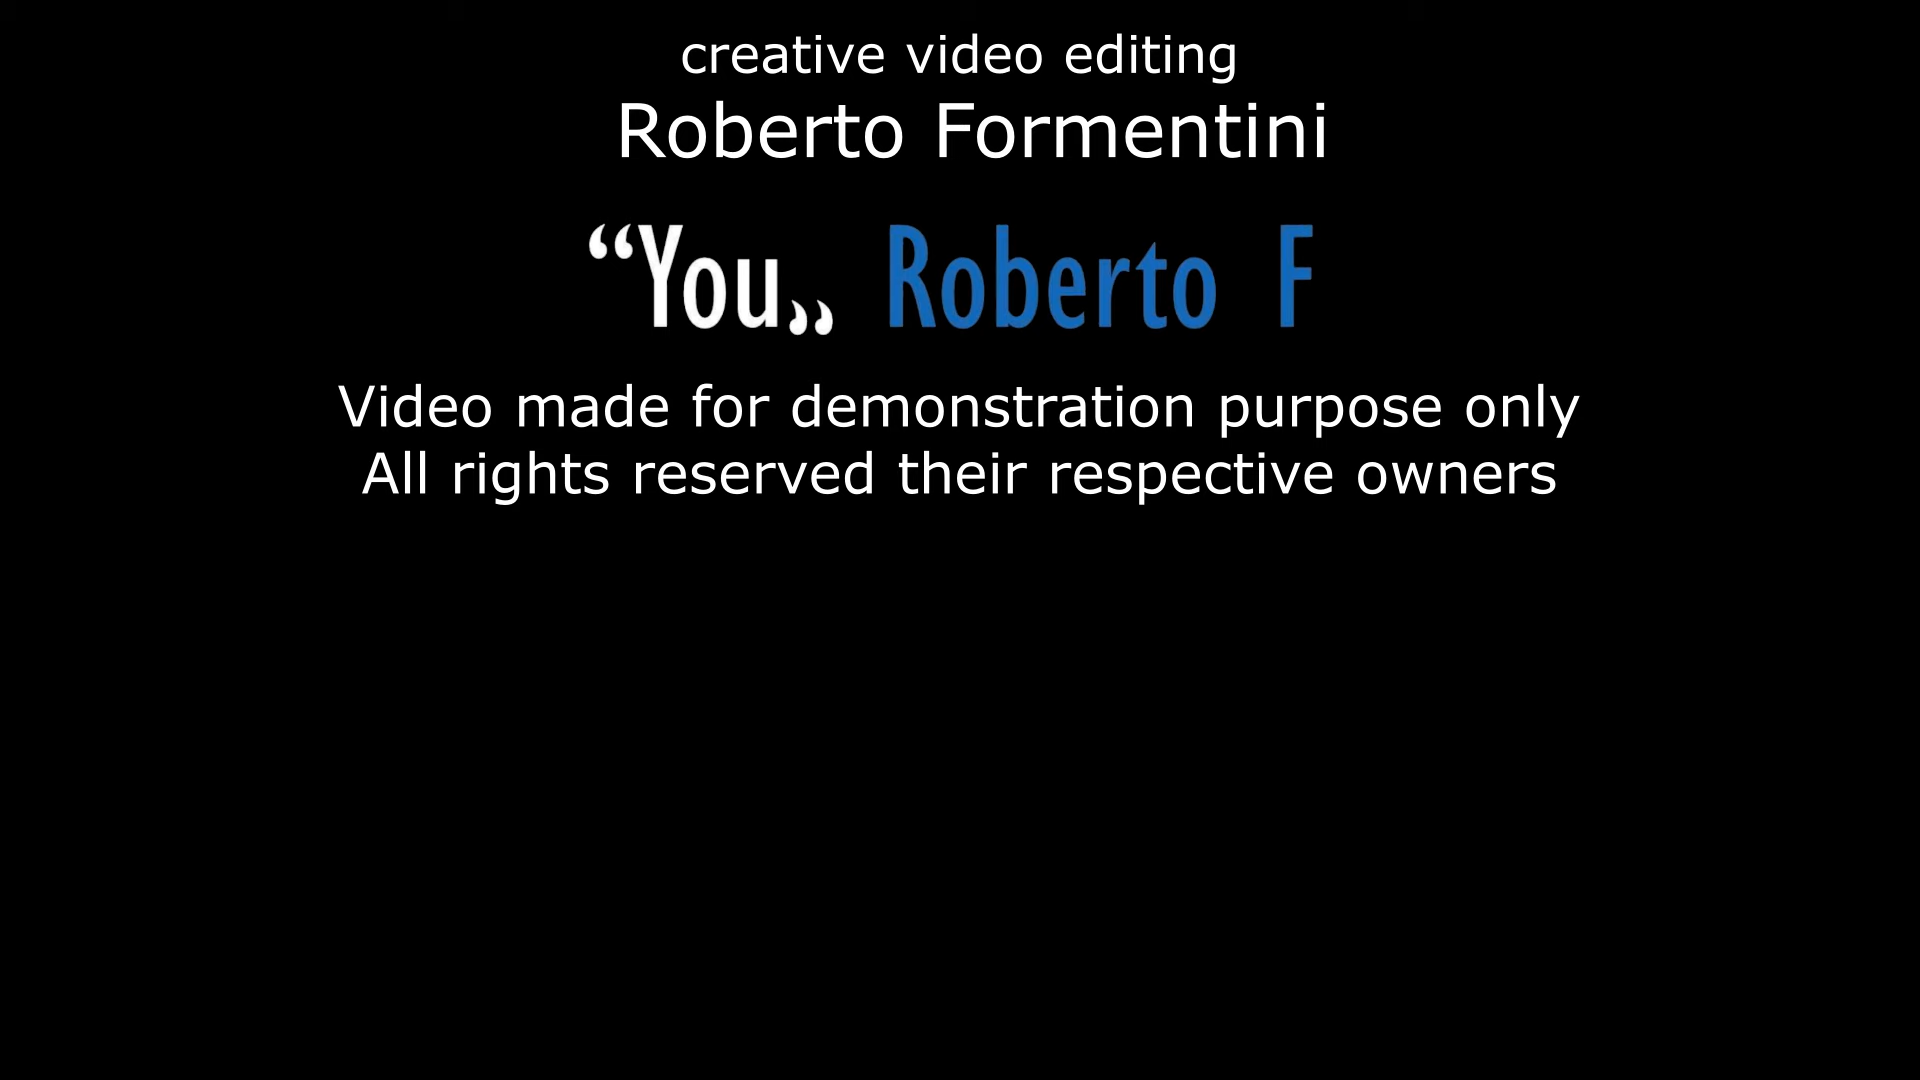 creative video editing
Roberto Formentini
“You„ Roberto F
Video made for demonstration purpose only
All rights reserved their respective owners